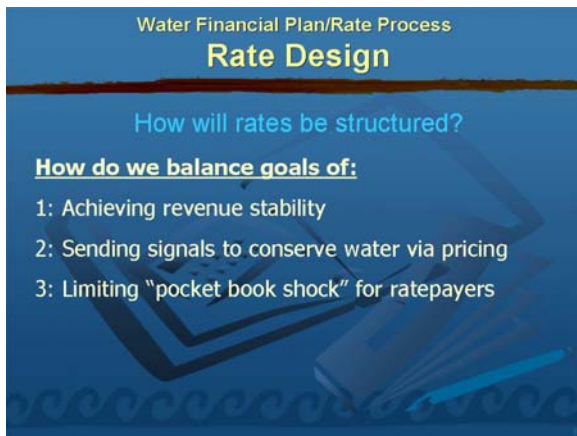 Water Financial Plan/Rate Process
Rate Design
How will rates be structured?
How do we balance goals of:
1: Achieving revenue stability
2: Sending signals to conserve water via pricing
3: Limiting “pocket book shock” for ratepayers